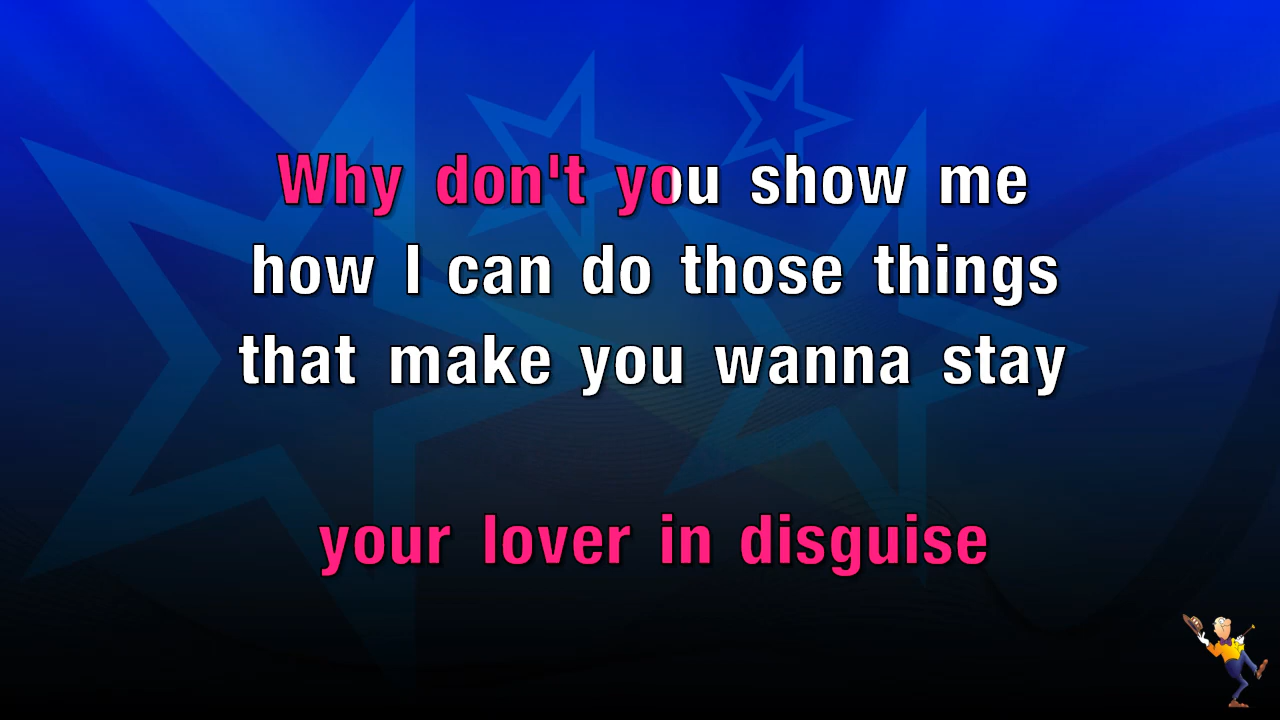 Why don't you show me
how I can do those things
that make you wanna stay
your lover in disguise